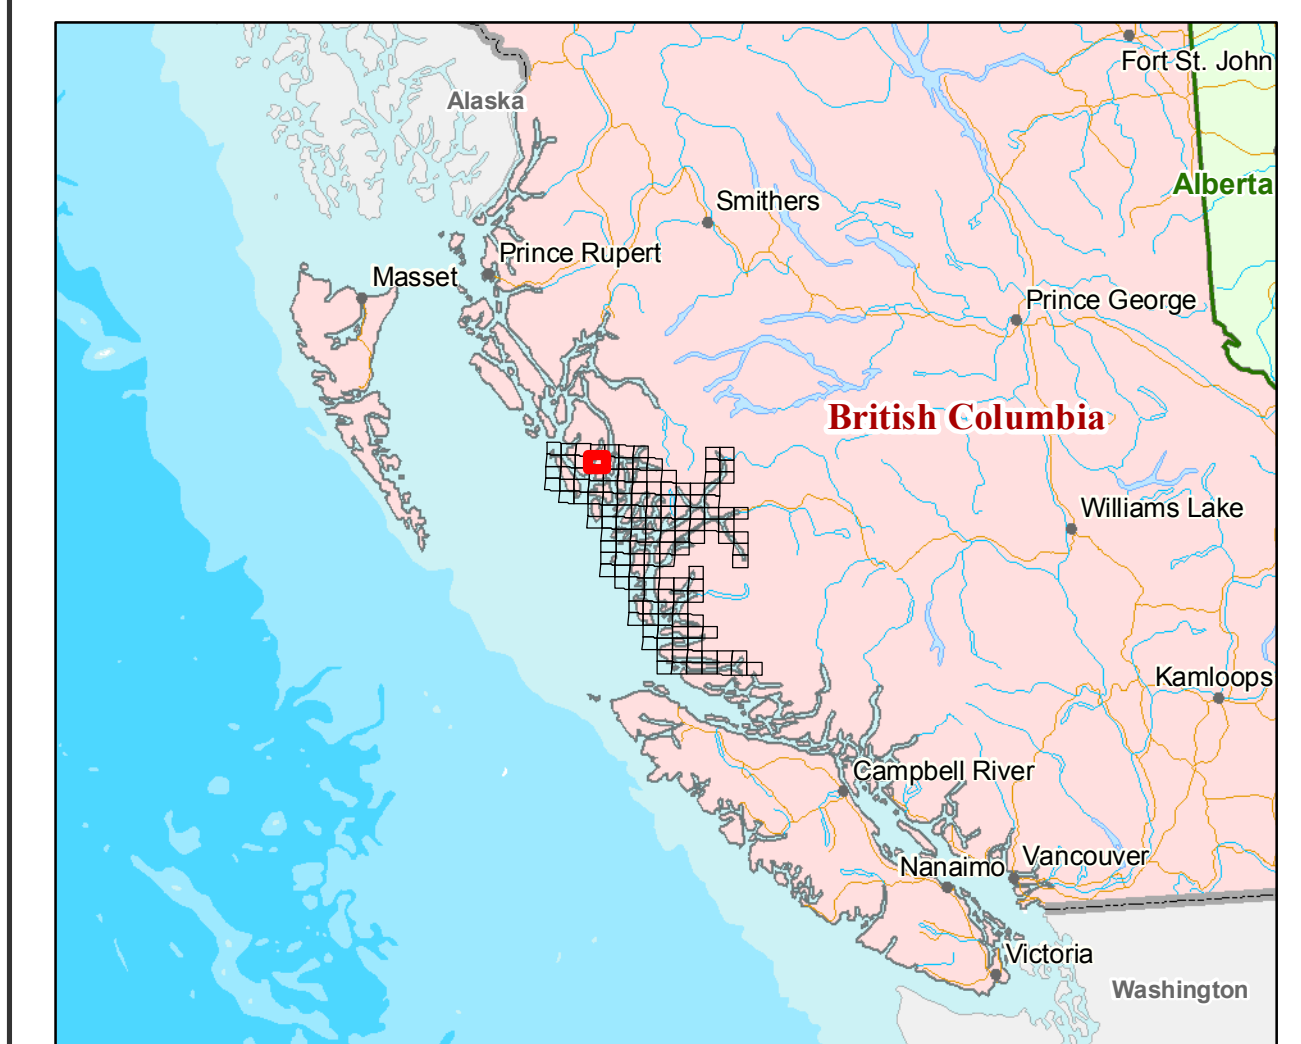 Fort St. John
Alaska
Alberta
Smithers
Prince Rupert
Masset
Prince George
British Columbia
Williams Lake
Kamloops
Campbell River
Vancouver
Nanaimo
Victoria
Washington